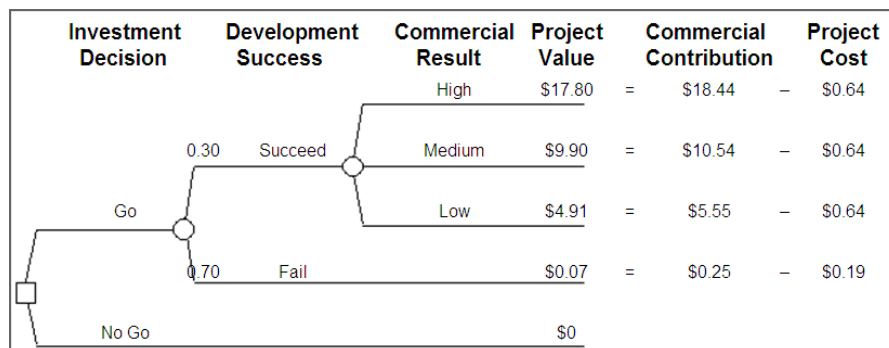 Investment Development Commercial Project Commercial Project
Decision Success Result Value Contribution Cost
High $17.80 = $18.44 – $0.64
0.30 Succeed Medium $9.90 = $10.54 – $0.64
Go Low $4.91 = $5.55 – $0.64
0.70 Fail $0.07 = $0.25 – $0.19
No Go $0